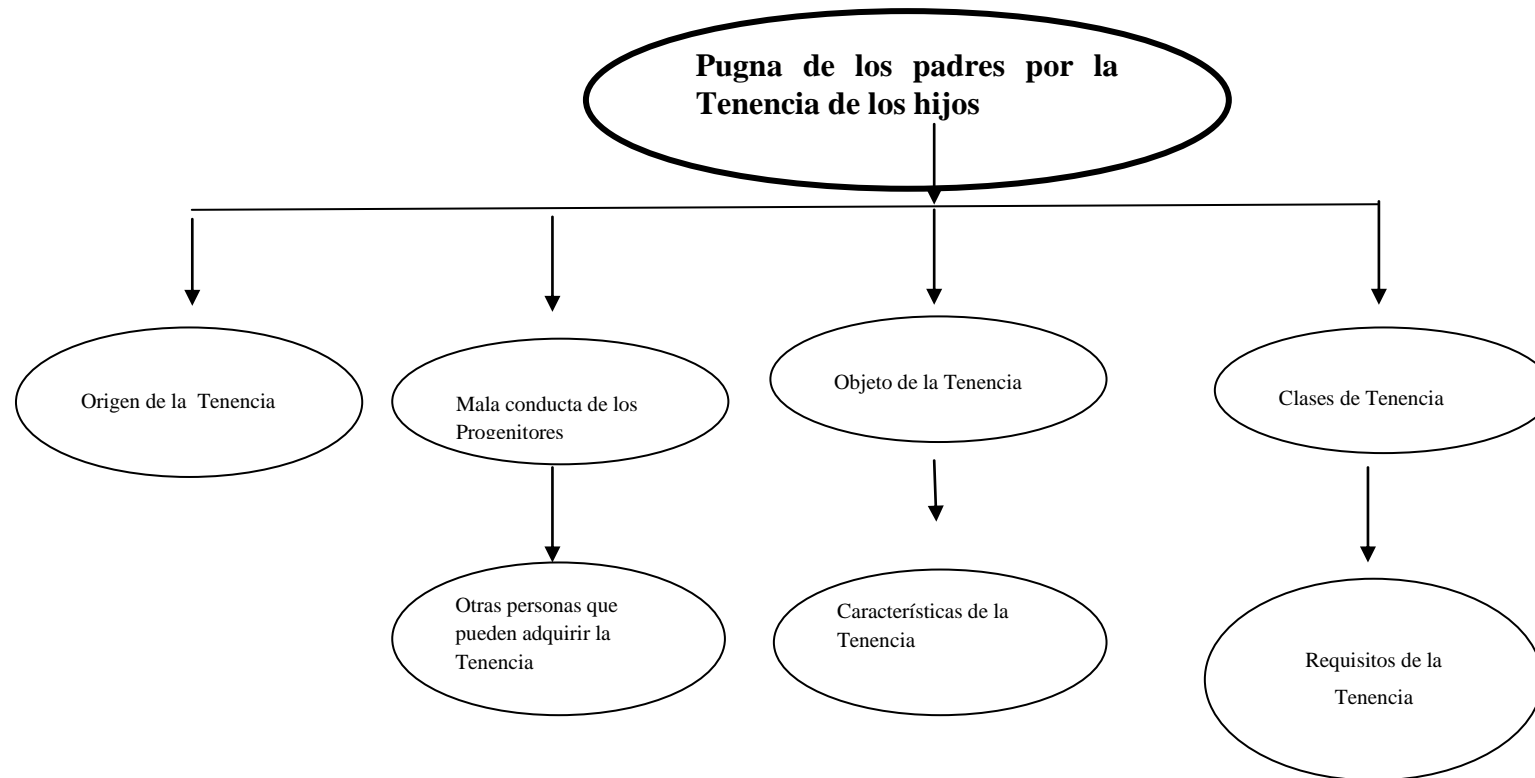 Pugna de los padres por la
Tenencia de los hijos
Origen de la Tenencia
Mala conducta de los
Progenitores
Objeto de la Tenencia
Clases de Tenencia
Otras personas que
pueden adquirir la
Tenencia
Características de la
Tenencia
Requisitos de la
Tenencia